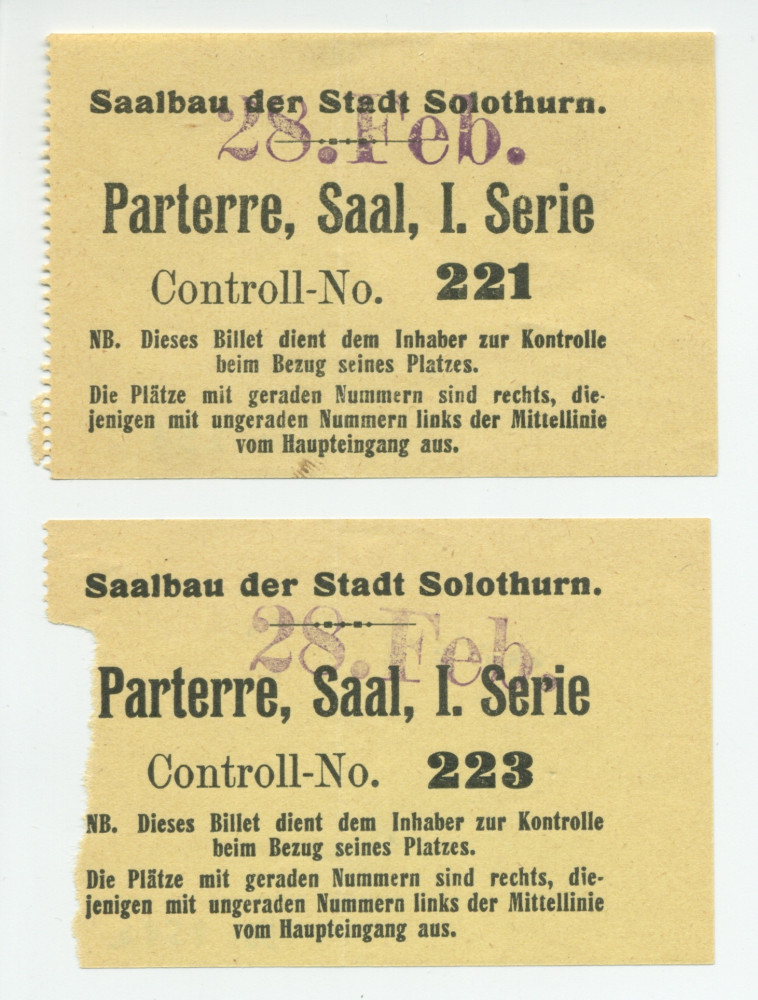 Saalbau der Stadt Solothurn.
28. Feb.
Parterre, Saal, I. Serie
Controll-No. 221
NB. Dieses Billet dient dem Inhaber zur Kontrolle
beim Bezug seines Platzes.
Die Plätze mit geraden Nummern sind rechts, die-
jenigen mit ungeraden Nummern links der Mittellinie
vom Haupteingang aus.
Saalbau der Stadt Solothurn.
28. Feb.
Parterre, Saal, I. Serie
Controll-No. 223
NB. Dieses Billet dient dem Inhaber zur Kontrolle
beim Bezug seines Platzes.
Die Plätze mit geraden Nummern sind rechts, die-
jenigen mit ungeraden Nummern links der Mittellinie
vom Haupteingang aus.